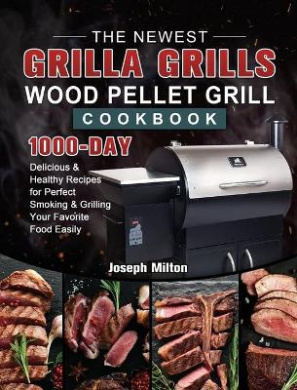 THE NEWEST
GRILLA GRILLS
WOOD PELLET GRILL
COOKBOOK
1000-DAY
Delicious &
Healthy Recipes
for Perfect
Smoking & Grilling
Your Favorite
Food Easily
Joseph Milton